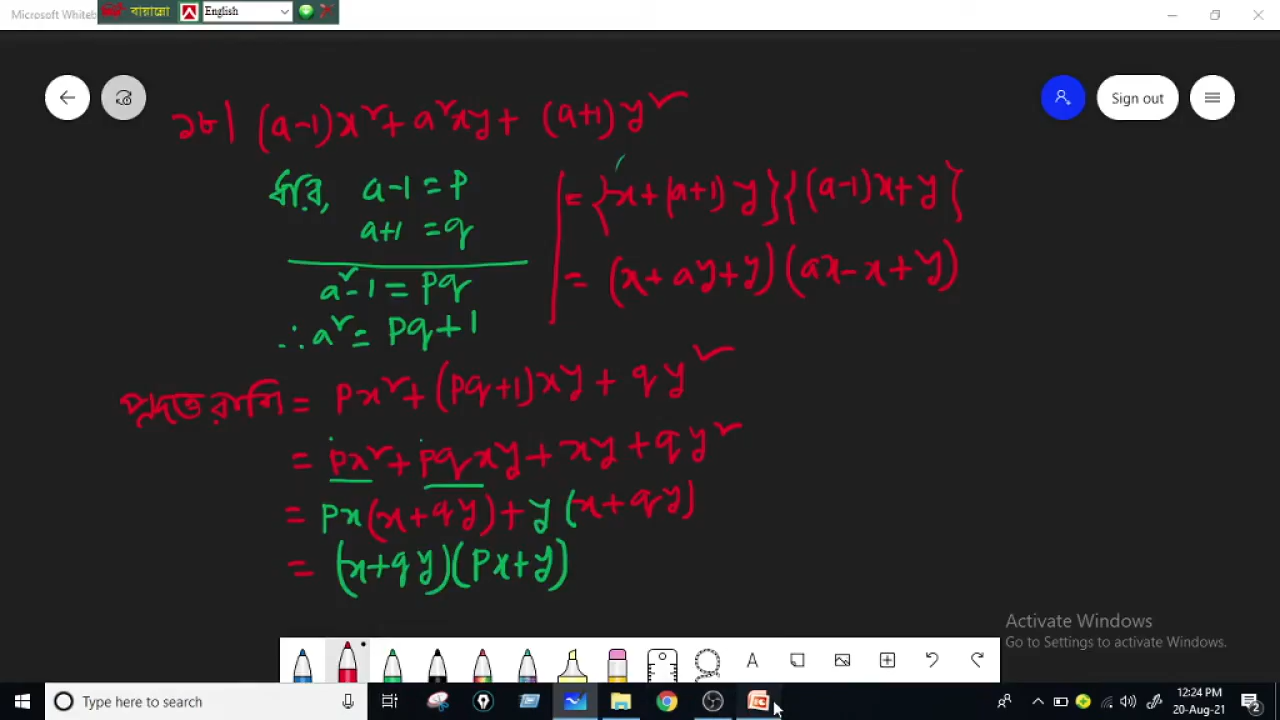 Microsoft Whiteb
বায়ান্নো
English
Sign out
১৮| (a-1)x²+ a²xy + (a+1) y²
ধরি, a-1 = p
a+1 = q
a²-1 = pq
∴ a² = pq+1
= {x + (a+1) y}{(a-1)x+y}
= (x+ay+y)(ax-x+y)
প্রদত্ত রাশি = px²+ (pq+1)xy + qy²
= px²+ pqxy + xy + qy²
= px(x+qy) + y(x+qy)
= (x+qy)(px+y)
Activate Windows
Go to Settings to activate Windows.
Type here to search
12:24 PM
20-Aug-21
2